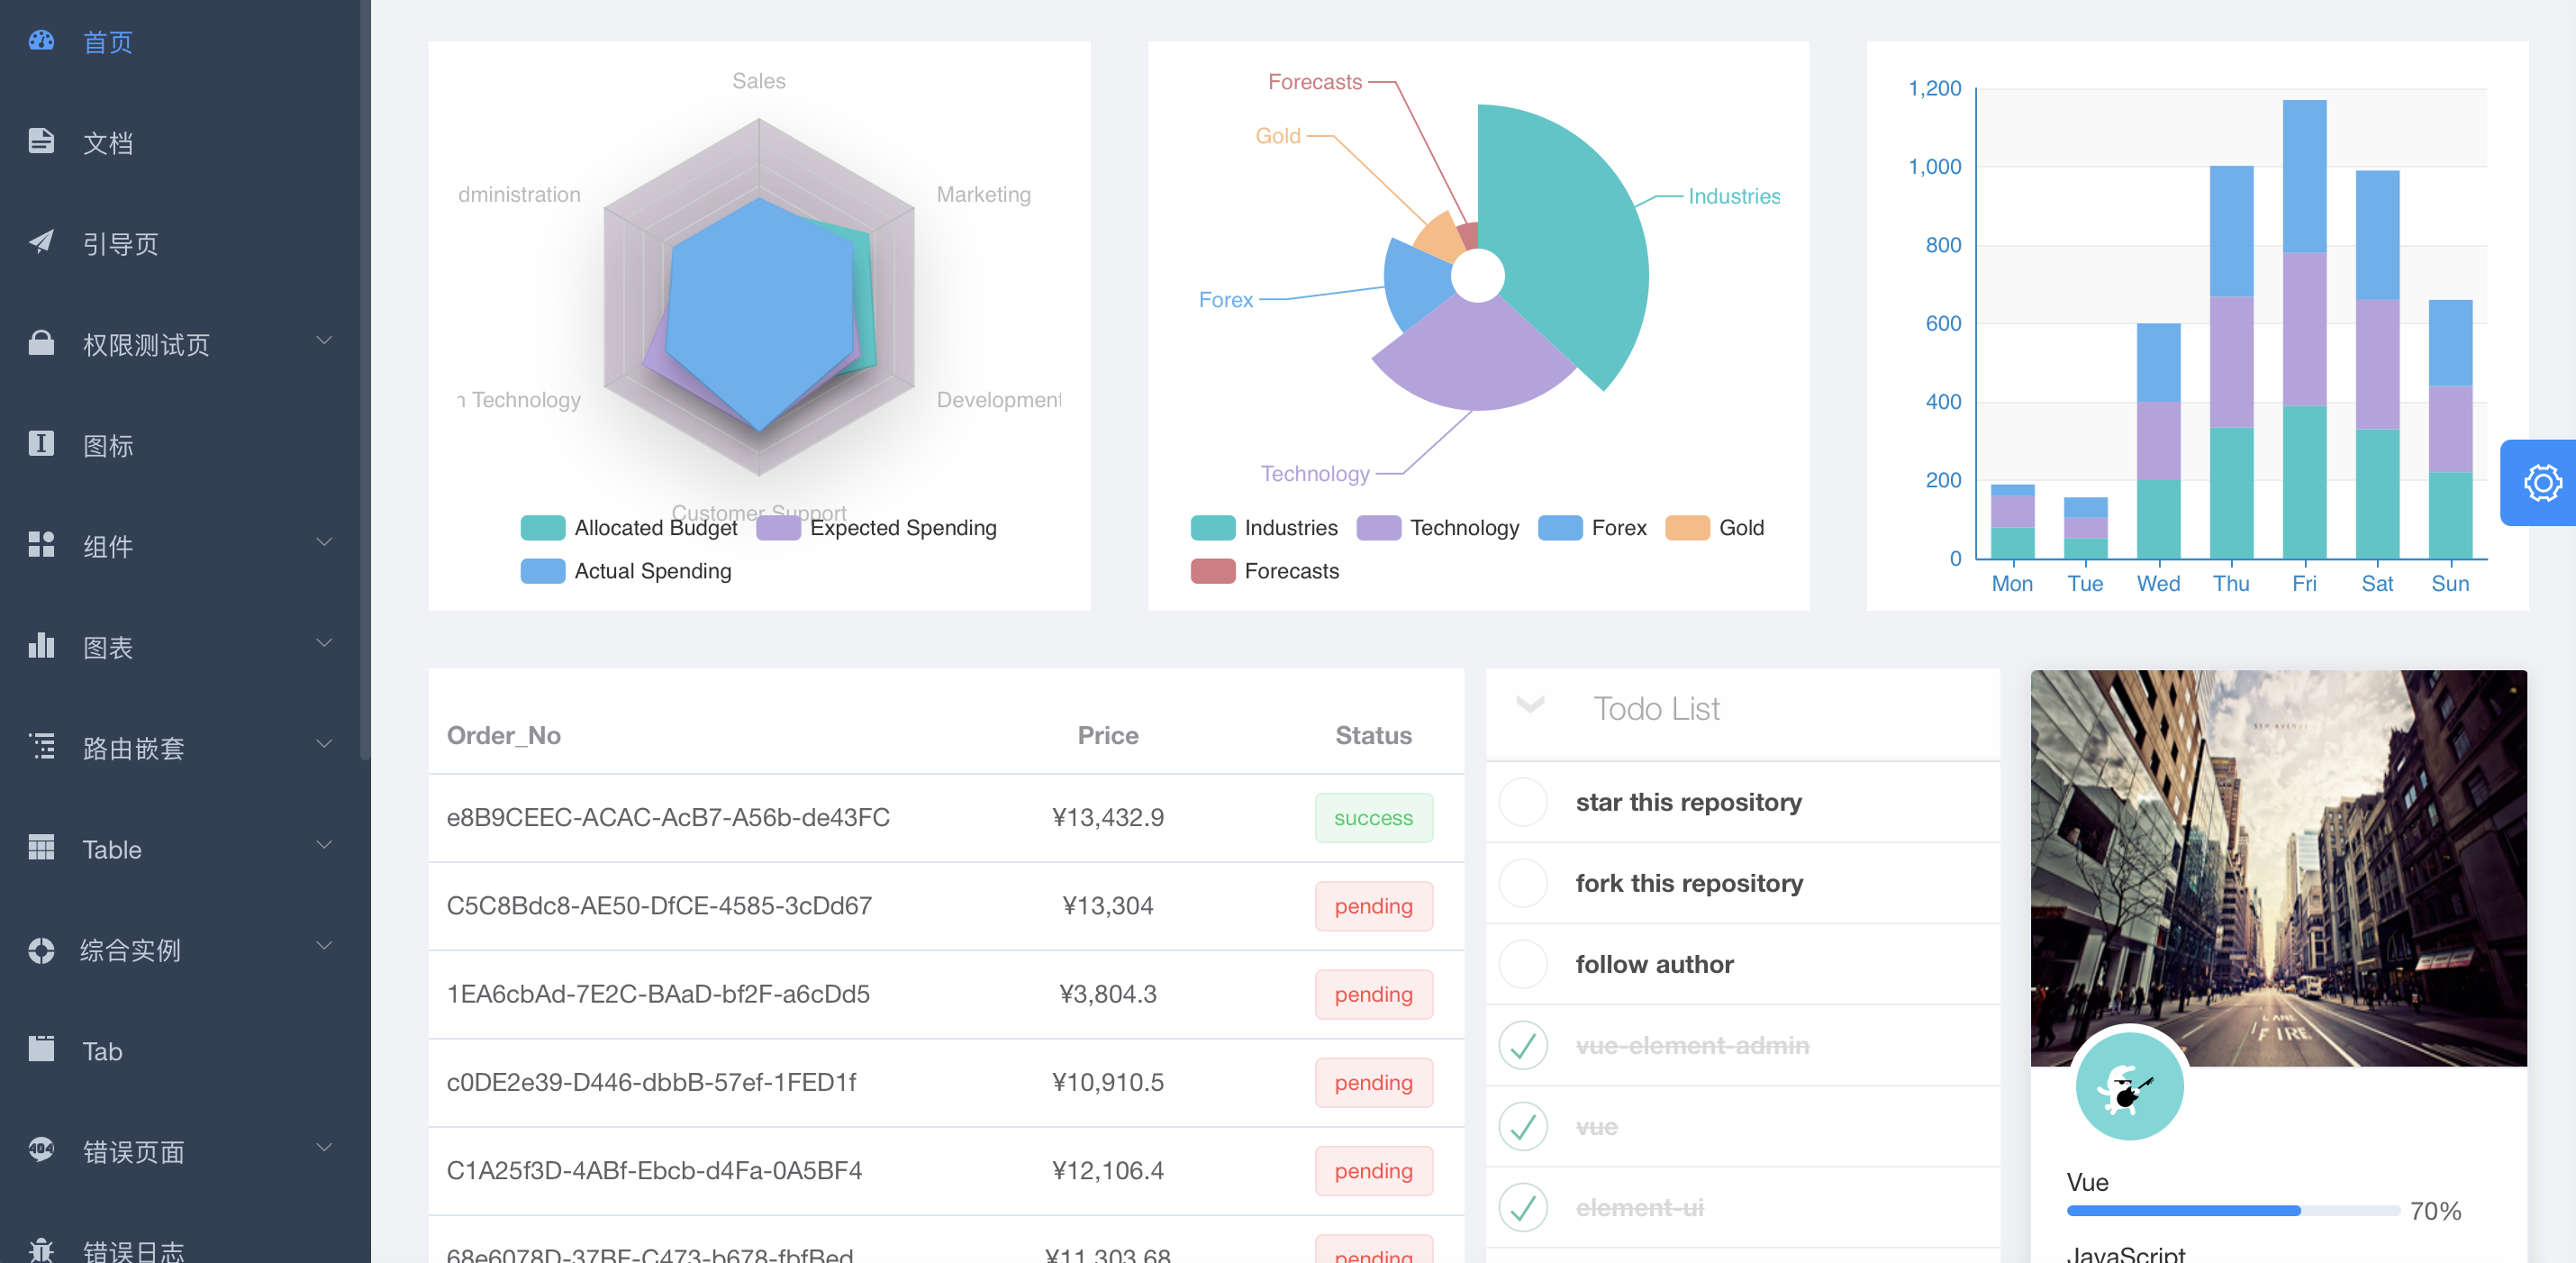 首页
文档
引导页
权限测试页
图标
组件
图表
路由嵌套
Table
综合实例
Tab
错误页面
错误日志
Sales
dministration
Marketing
Technology
Development
Customer Support
Allocated Budget Expected Spending
Actual Spending
Forecasts
Gold
Industries
Forex
Technology
Industries Technology Forex Gold
Forecasts
1,200
1,000
800
600
400
200
0
Mon Tue Wed Thu Fri Sat Sun
Order_No Price Status
e8B9CEEC-ACAC-AcB7-A56b-de43FC ¥13,432.9 success
C5C8Bdc8-AE50-DfCE-4585-3cDd67 ¥13,304 pending
1EA6cbAd-7E2C-BAaD-bf2F-a6cDd5 ¥3,804.3 pending
c0DE2e39-D446-dbbB-57ef-1FED1f ¥10,910.5 pending
C1A25f3D-4ABf-Ebcb-d4Fa-0A5BF4 ¥12,106.4 pending
68e6078D-37BF-C473-b678-fbfBed ¥11,303.68 pending
Todo List
star this repository
fork this repository
follow author
vue-element-admin
vue
element-ui
5TH AVENUE
LANE
FIRE
404
Vue
70%
JavaScript